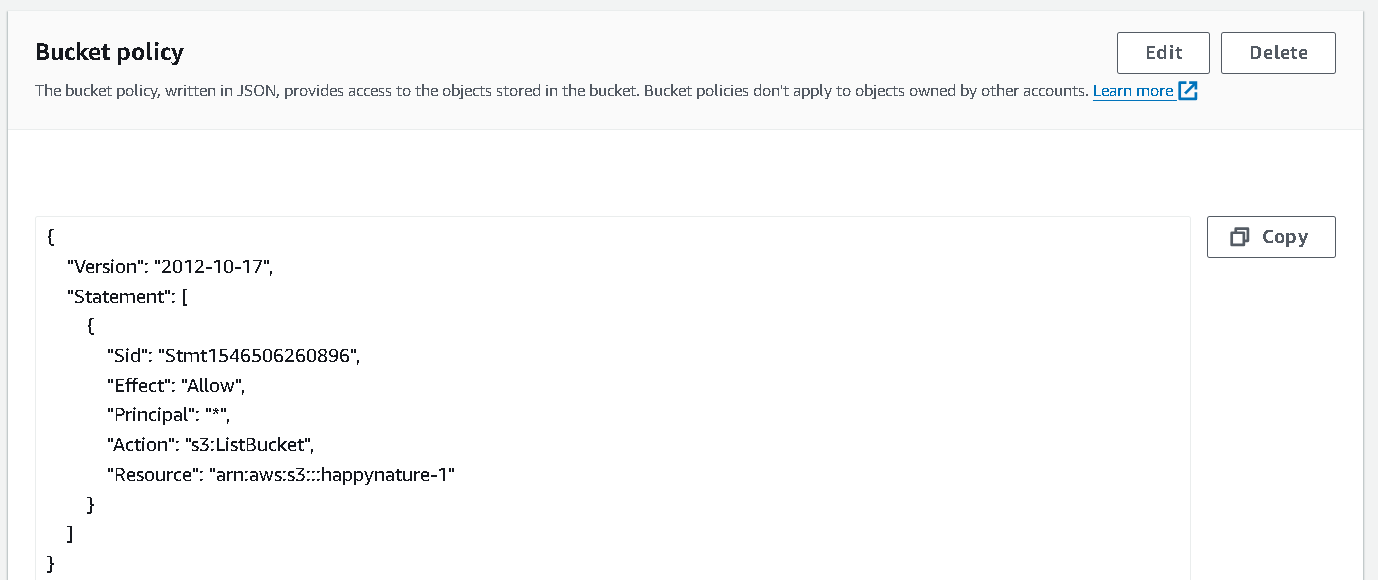 Bucket policy
Edit
Delete
The bucket policy, written in JSON, provides access to the objects stored in the bucket. Bucket policies don't apply to objects owned by other accounts. Learn more
Copy
{
"Version": "2012-10-17",
"Statement": [
{
"Sid": "Stmt1546506260896",
"Effect": "Allow",
"Principal": "*",
"Action": "s3:ListBucket",
"Resource": "arn:aws:s3:::happynature-1"
}
]
}